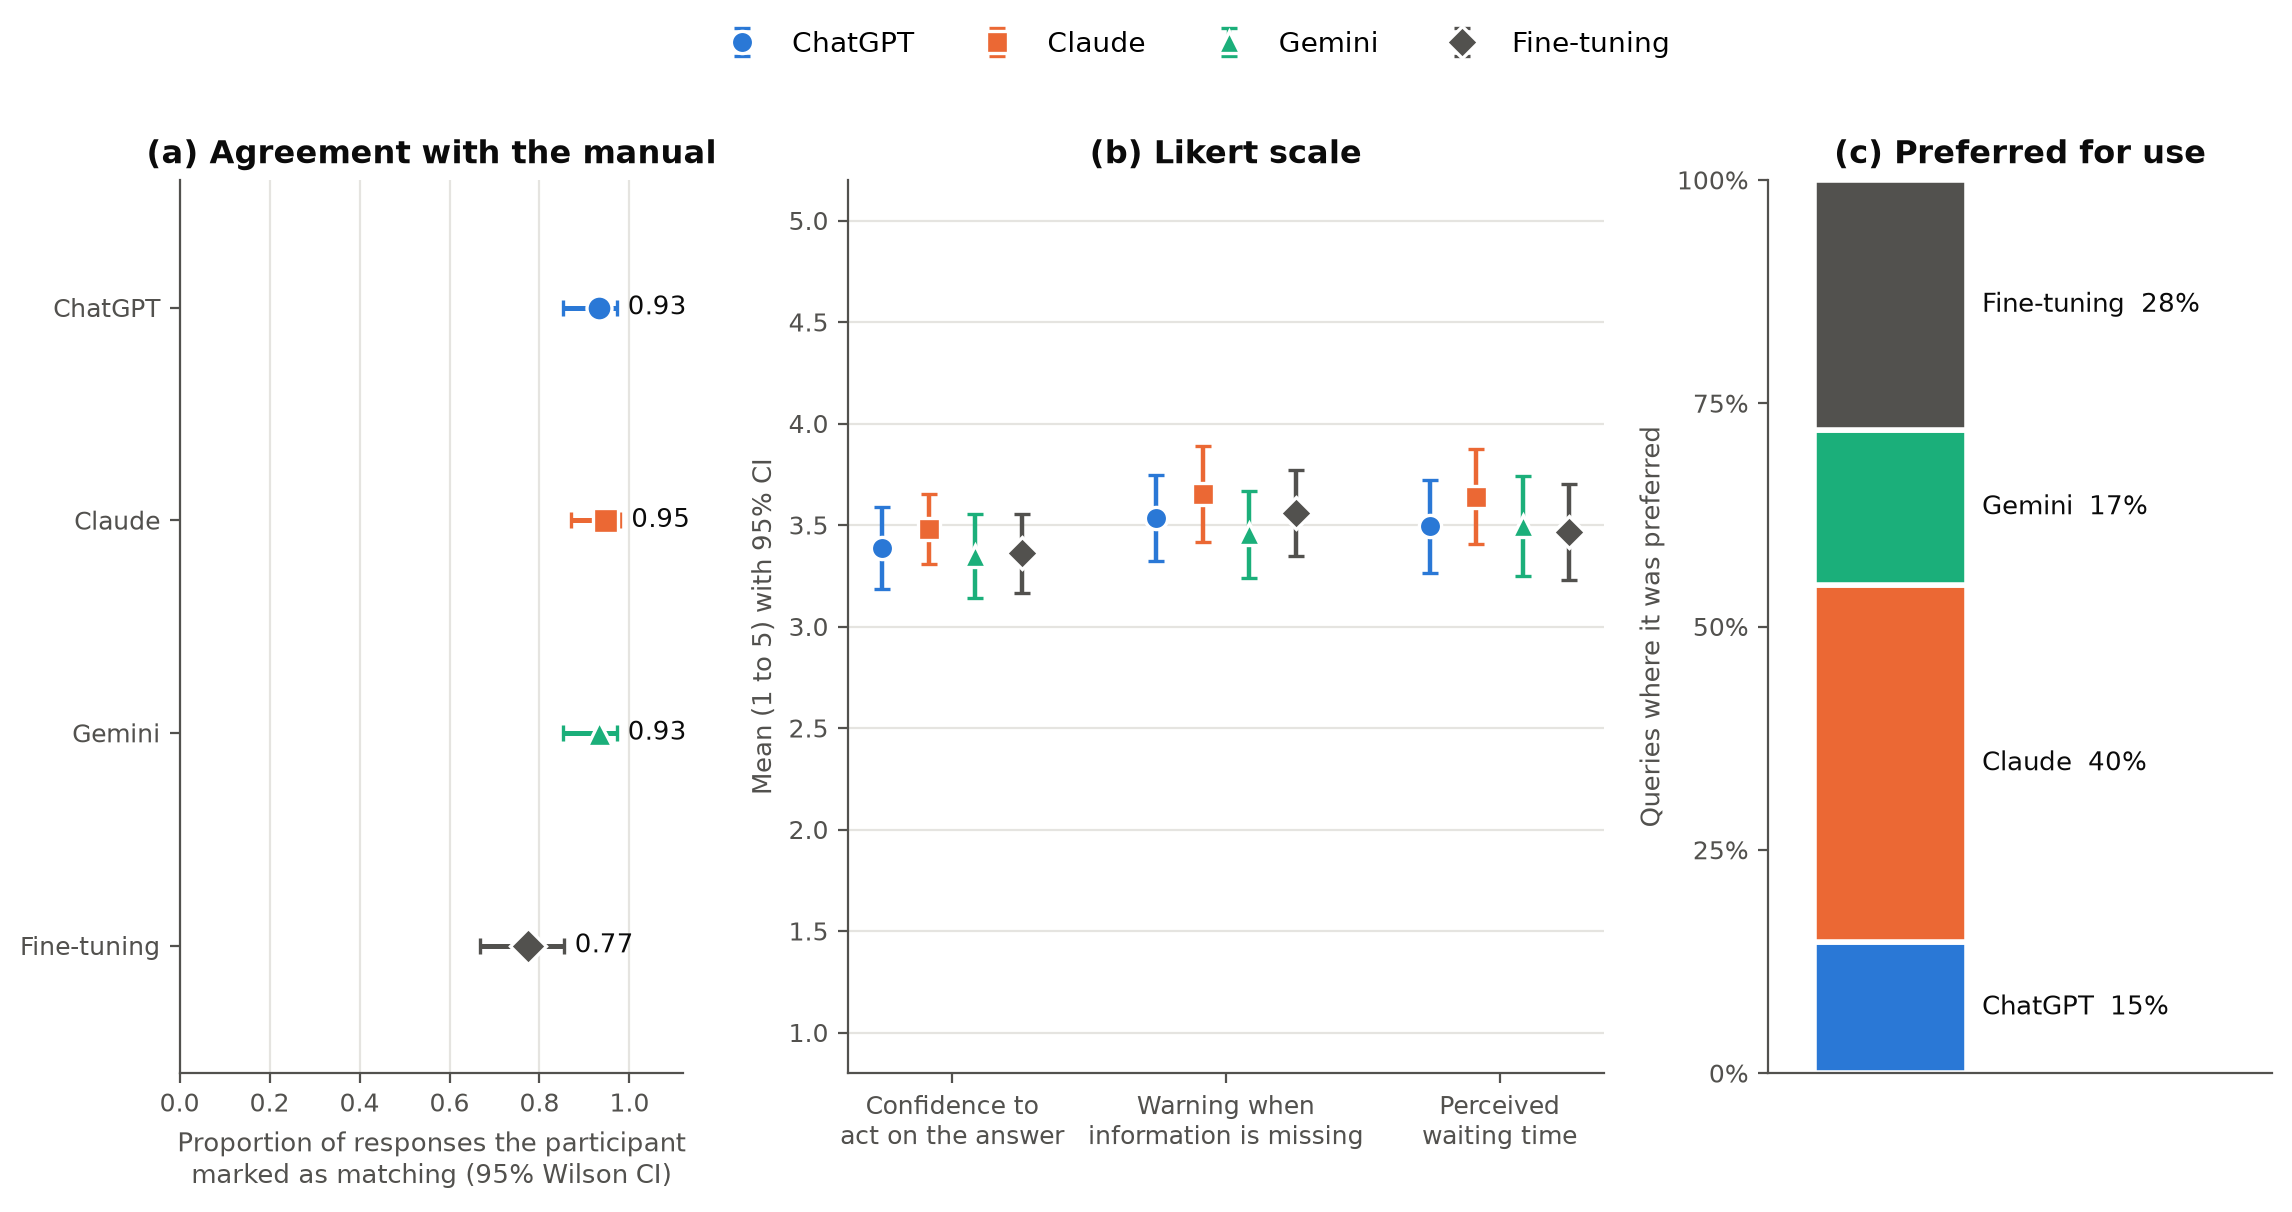 ChatGPT Claude Gemini Fine-tuning
(a) Agreement with the manual
ChatGPT
Claude
Gemini
Fine-tuning
0.93
0.95
0.93
0.77
0.0 0.2 0.4 0.6 0.8 1.0
Proportion of responses the participant
marked as matching (95% Wilson CI)
(b) Likert scale
Mean (1 to 5) with 95% CI
5.0
4.5
4.0
3.5
3.0
2.5
2.0
1.5
1.0
Confidence to
act on the answer
Warning when
information is missing
Perceived
waiting time
(c) Preferred for use
Queries where it was preferred
100%
75%
50%
25%
0%
Fine-tuning 28%
Gemini 17%
Claude 40%
ChatGPT 15%